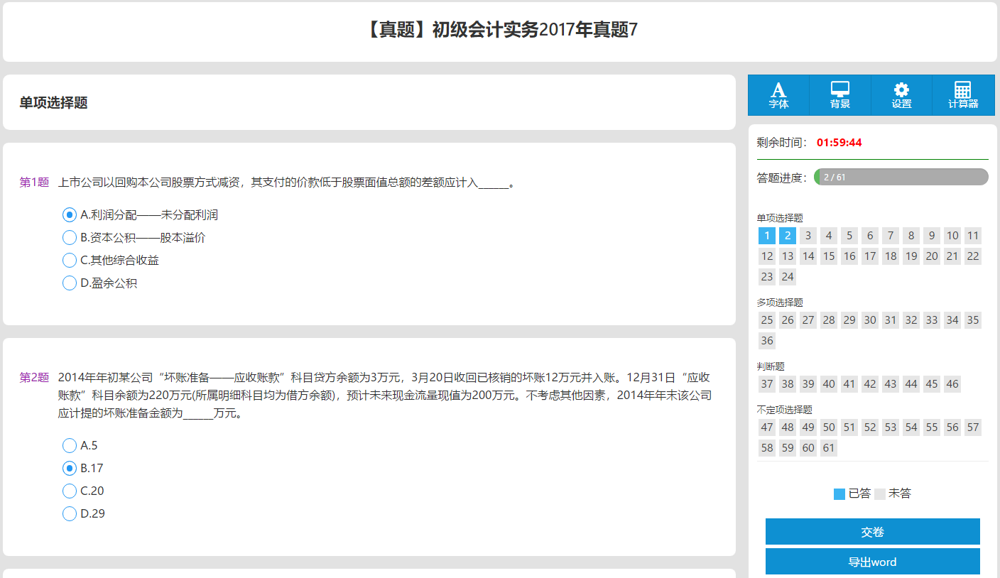 【真题】初级会计实务2017年真题7
单项选择题
第1题 上市公司以回购本公司股票方式减资，其支付的价款低于股票面值总额的差额应计入______。
A.利润分配——未分配利润
B.资本公积——股本溢价
C.其他综合收益
D.盈余公积
第2题 2014年年初某公司“坏账准备——应收账款”科目贷方余额为3万元，3月20日收回已核销的坏账12万元并入账。12月31日“应收
账款”科目余额为220万元(所属明细科目均为借方余额)，预计未来现金流量现值为200万元。不考虑其他因素，2014年年末该公司
应计提的坏账准备金额为______万元。
A.5
B.17
C.20
D.29
字体 背景 设置 计算器
剩余时间： 01:59:44
答题进度： 2 / 61
单项选择题
1 2 3 4 5 6 7 8 9 10 11
12 13 14 15 16 17 18 19 20 21 22
23 24
多项选择题
25 26 27 28 29 30 31 32 33 34 35
36
判断题
37 38 39 40 41 42 43 44 45 46
不定项选择题
47 48 49 50 51 52 53 54 55 56 57
58 59 60 61
已答 未答
交卷
导出word